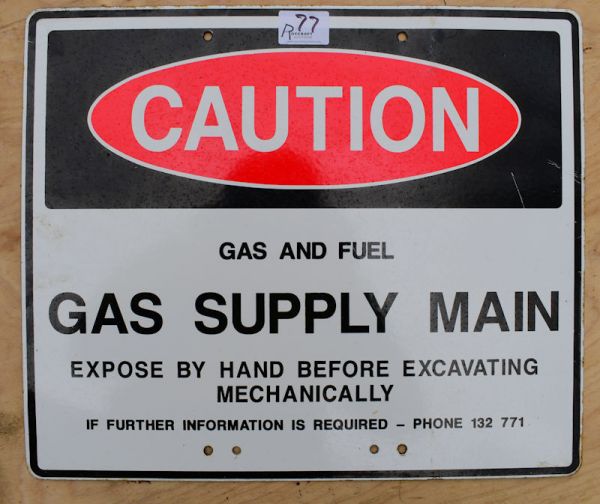 77
CAUTION
GAS AND FUEL
GAS SUPPLY MAIN
EXPOSE BY HAND BEFORE EXCAVATING
MECHANICALLY
IF FURTHER INFORMATION IS REQUIRED – PHONE 132 771